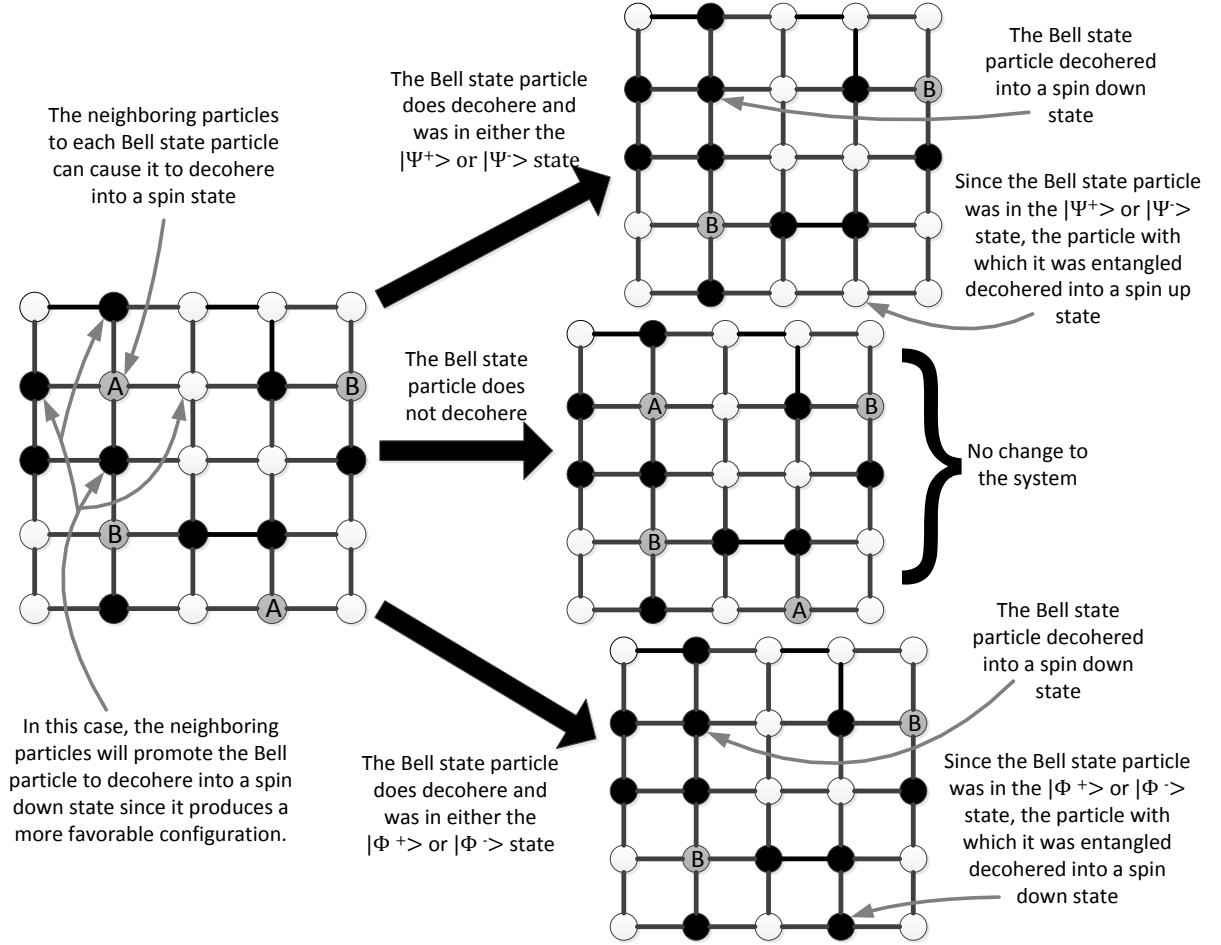 The neighboring particles
to each Bell state particle
can cause it to decohere
into a spin state
A
B
B
A
In this case, the neighboring
particles will promote the Bell
particle to decohere into a spin
down state since it produces a
more favorable configuration.
The Bell state particle
does decohere and
was in either the
|Ψ⁺> or |Ψ⁻> state
B
B
The Bell state
particle decohered
into a spin down
state
Since the Bell state particle
was in the |Ψ⁺> or |Ψ⁻>
state, the particle with
which it was entangled
decohered into a spin up
state
The Bell state
particle does
not decohere
A
B
B
A
No change to
the system
The Bell state particle
does decohere and
was in either the
|Φ ⁺> or |Φ ⁻> state
B
B
The Bell state
particle decohered
into a spin down
state
Since the Bell state particle
was in the |Φ ⁺> or |Φ ⁻>
state, the particle with
which it was entangled
decohered into a spin
down state